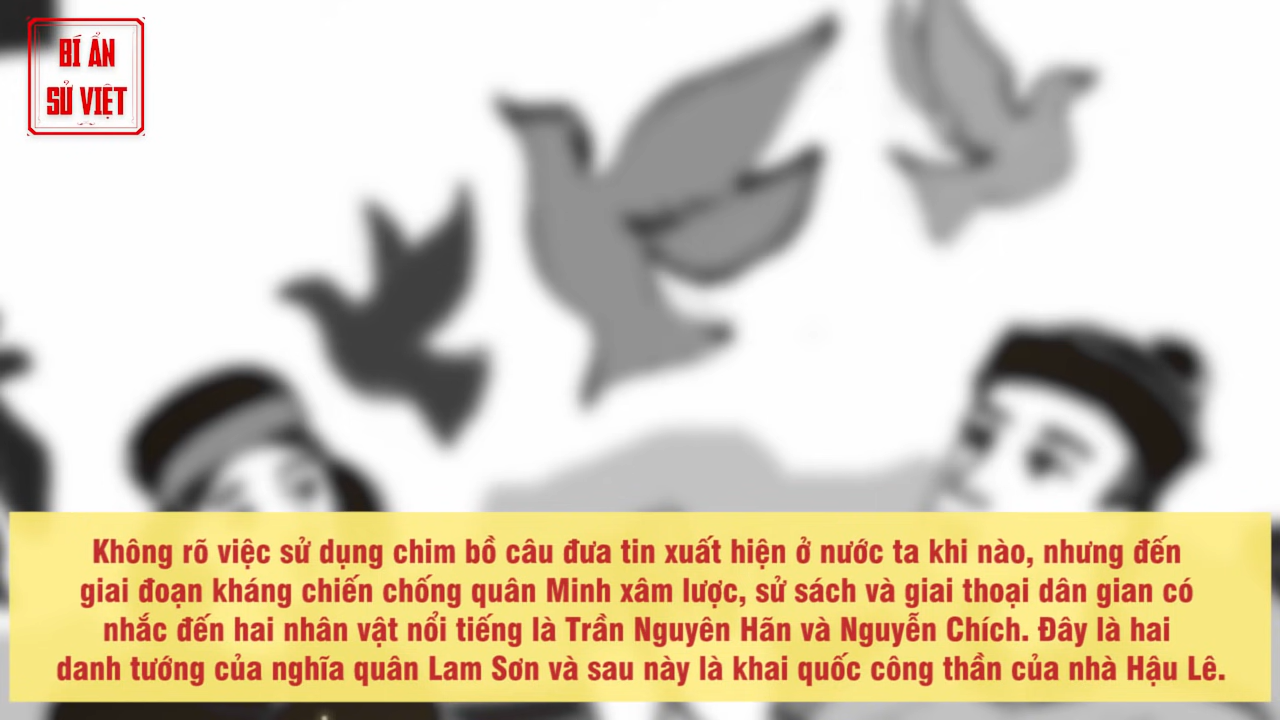 BÍ ẨN
SỬ VIỆT
Không rõ việc sử dụng chim bồ câu đưa tin xuất hiện ở nước ta khi nào, nhưng đến
giai đoạn kháng chiến chống quân Minh xâm lược, sử sách và giai thoại dân gian có
nhắc đến hai nhân vật nổi tiếng là Trần Nguyên Hãn và Nguyễn Chích. Đây là hai
danh tướng của nghĩa quân Lam Sơn và sau này là khai quốc công thần của nhà Hậu Lê.